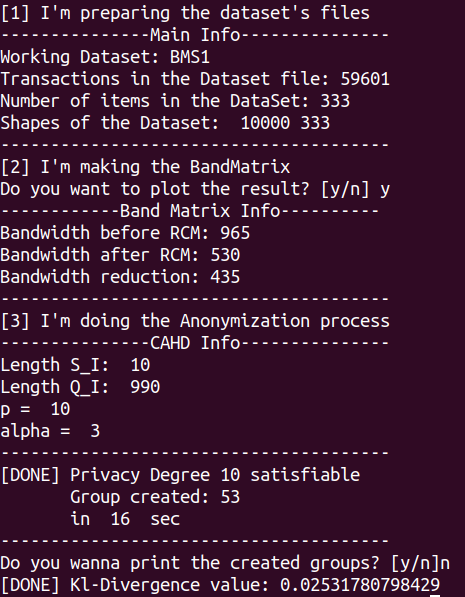 [1] I'm preparing the dataset's files
---------------Main Info---------------
Working Dataset: BMS1
Transactions in the Dataset file: 59601
Number of items in the DataSet: 333
Shapes of the Dataset:  10000 333
---------------------------------------
[2] I'm making the BandMatrix
Do you want to plot the result? [y/n] y
------------Band Matrix Info----------
Bandwidth before RCM: 965
Bandwidth after RCM: 530
Bandwidth reduction: 435
---------------------------------------
[3] I'm doing the Anonymization process
---------------CAHD Info---------------
Length S_I:  10
Length Q_I:  990
p =  10
alpha =  3
---------------------------------------
[DONE] Privacy Degree 10 satisfiable
       Group created: 53
       in  16  sec
---------------------------------------
Do you wanna print the created groups? [y/n]n
[DONE] Kl-Divergence value: 0.02531780798429